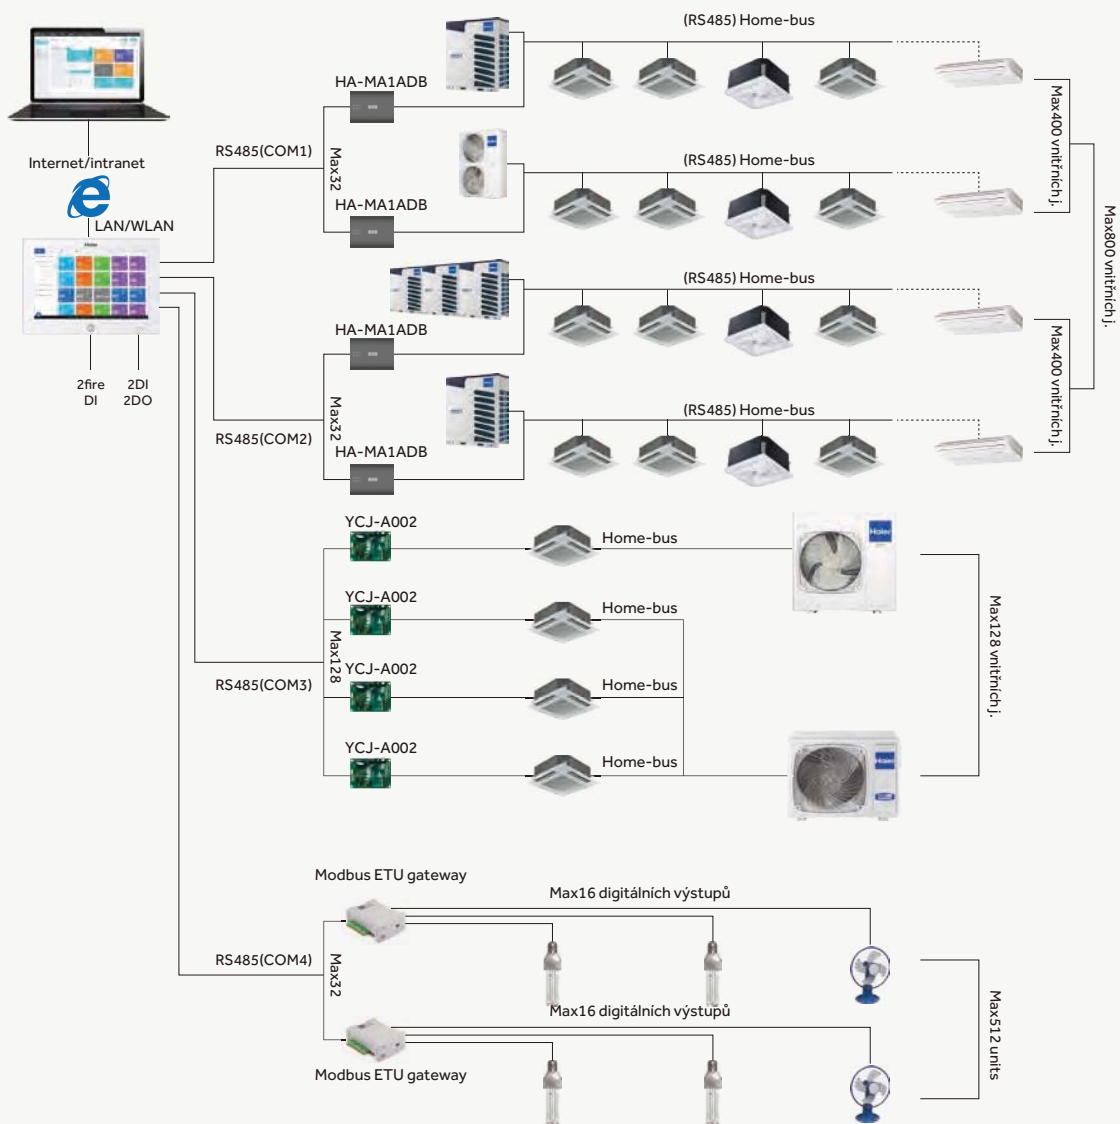 (RS485) Home-bus
HA-MA1ADB
RS485(COM1)
Max32
Max400 vnitřních j.
Internet/intranet
(RS485) Home-bus
HA-MA1ADB
LAN/WLAN
Haier
Max800 vnitřních j.
(RS485) Home-bus
HA-MA1ADB
2fire
DI
2DI
2DO
Max32
Max400 vnitřních j.
(RS485) Home-bus
RS485(COM2)
HA-MA1ADB
YCJ-A002
Home-bus
Haier
YCJ-A002
Home-bus
Max128
Max128 vnitřních j.
YCJ-A002
RS485(COM3)
Home-bus
YCJ-A002
Home-bus
Haier
Modbus ETU gateway
Max16 digitálních výstupů
RS485(COM4)
Max32
Max512 units
Max16 digitálních výstupů
Modbus ETU gateway